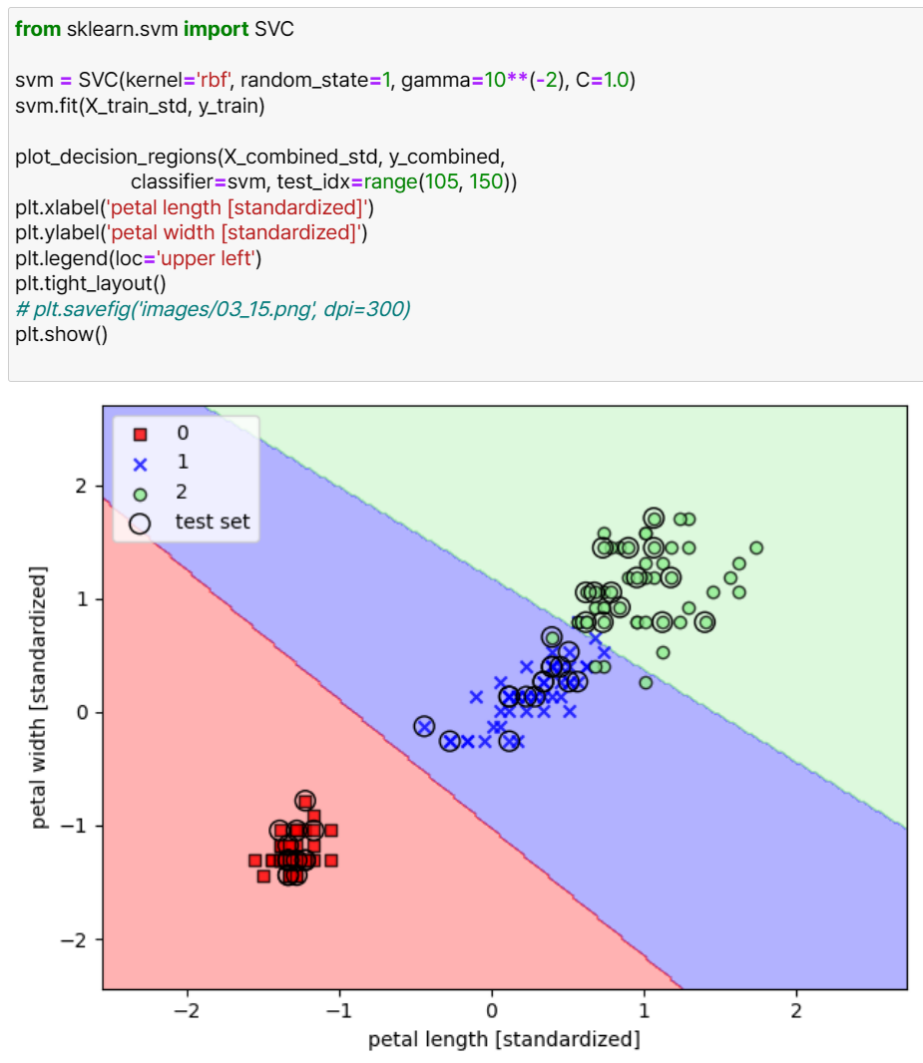 from sklearn.svm import SVC
svm = SVC(kernel='rbf', random_state=1, gamma=10**(-2), C=1.0)
svm.fit(X_train_std, y_train)
plot_decision_regions(X_combined_std, y_combined,
classifier=svm, test_idx=range(105, 150))
plt.xlabel('petal length [standardized]')
plt.ylabel('petal width [standardized]')
plt.legend(loc='upper left')
plt.tight_layout()
# plt.savefig('images/03_15.png', dpi=300)
plt.show()
0
1
2
test set
2
1
0
−1
−2
petal width [standardized]
−2
−1
0
1
2
petal length [standardized]